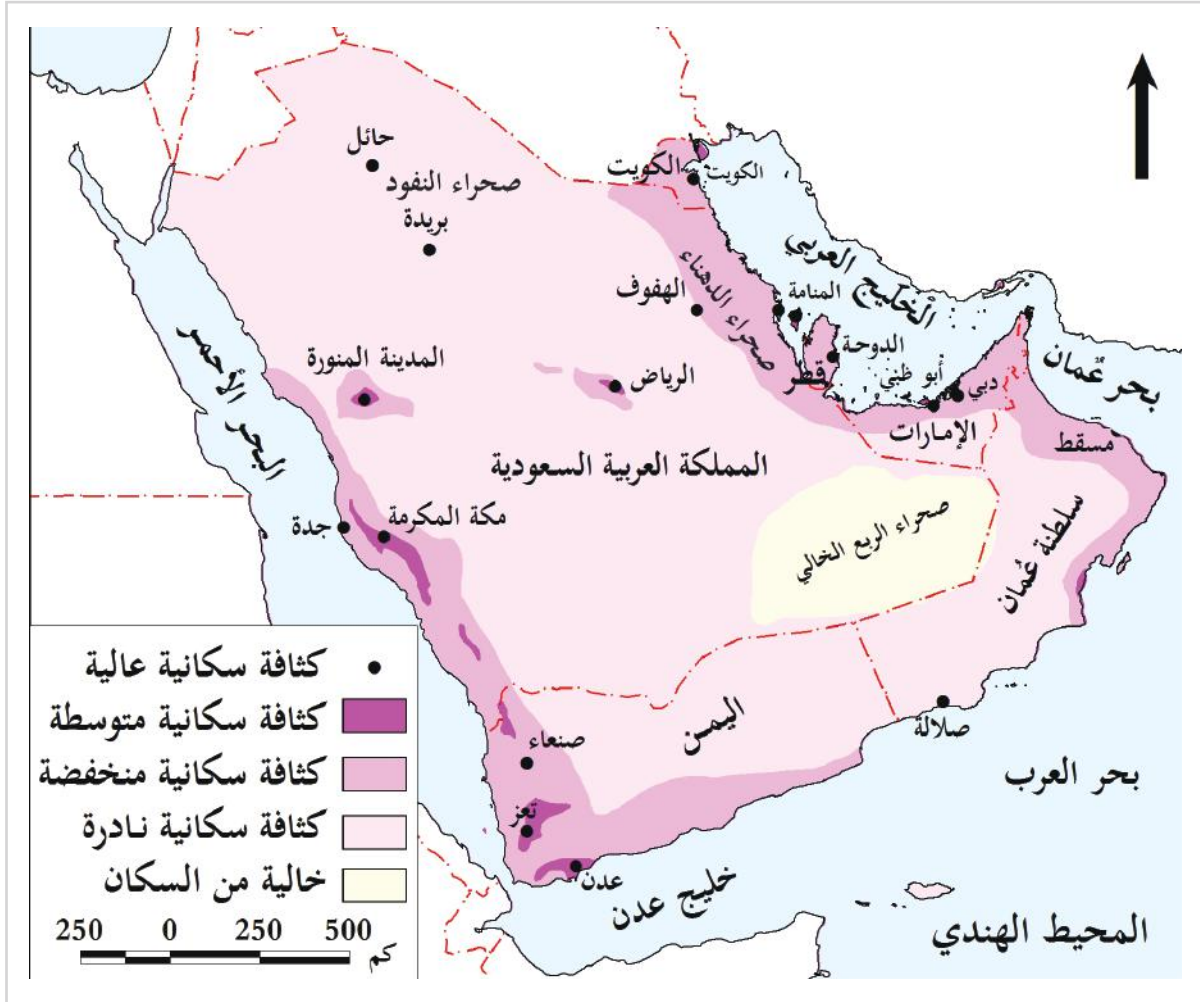 حائل
صحراء النفود
بريدة
الكويت
الكويت
الخليج العربي
صحراء الدهناء
الهفوف
المنامة
الدوحة
قطر
أبو ظبي
دبي
الإمارات
بحر عُمان
مسقط
سلطنة عُمان
المدينة المنورة
الرياض
البحر الأحمر
المملكة العربية السعودية
مكة المكرمة
جدة
صحراء الربع الخالي
اليمن
صنعاء
تعز
عدن
صلالة
بحر العرب
خليج عدن
المحيط الهندي
كثافة سكانية عالية
كثافة سكانية متوسطة
كثافة سكانية منخفضة
كثافة سكانية نادرة
خالية من السكان
250 0 250 500
كم